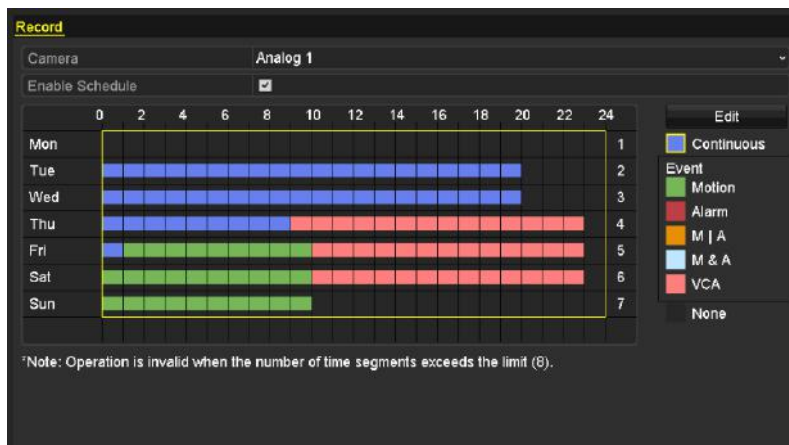 Record
Camera Analog 1
Enable Schedule
0 2 4 6 8 10 12 14 16 18 20 22 24
Edit
Mon 1
Continuous
Tue 2
Event
Motion
Wed 3
Alarm
Thu 4
M | A
Fri 5
M & A
Sat 6
VCA
Sun 7
None
*Note: Operation is invalid when the number of time segments exceeds the limit (8).